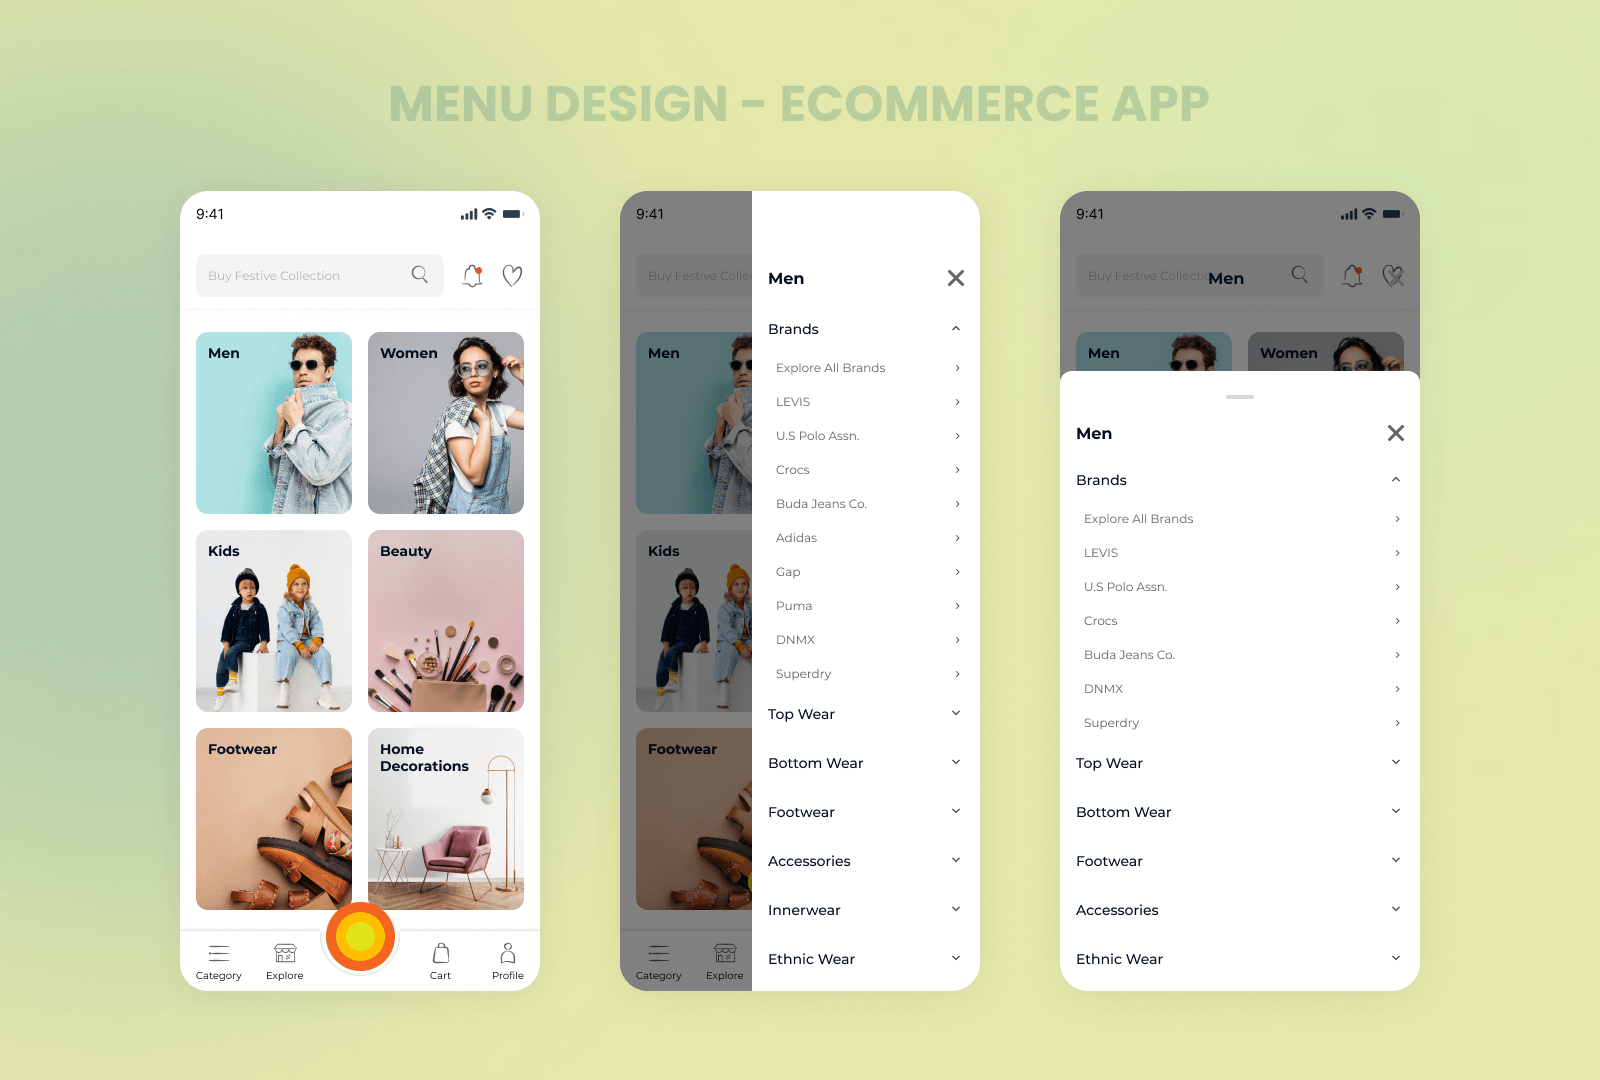 MENU DESIGN - ECOMMERCE APP
9:41
Buy Festive Collection
Men
Women
Kids
Beauty
Footwear
Home
Decorations
Category
Explore
Cart
Profile
9:41
Buy Festive Collec
Men
Kids
Footwear
Category
Explore
Men
Brands
Explore All Brands
LEVIS
U.S Polo Assn.
Crocs
Buda Jeans Co.
Adidas
Gap
Puma
DNMX
Superdry
Top Wear
Bottom Wear
Footwear
Accessories
Innerwear
Ethnic Wear
9:41
Buy Festive Collectio
Men
Men
Women
Men
Brands
Explore All Brands
LEVIS
U.S Polo Assn.
Crocs
Buda Jeans Co.
DNMX
Superdry
Top Wear
Bottom Wear
Footwear
Accessories
Ethnic Wear